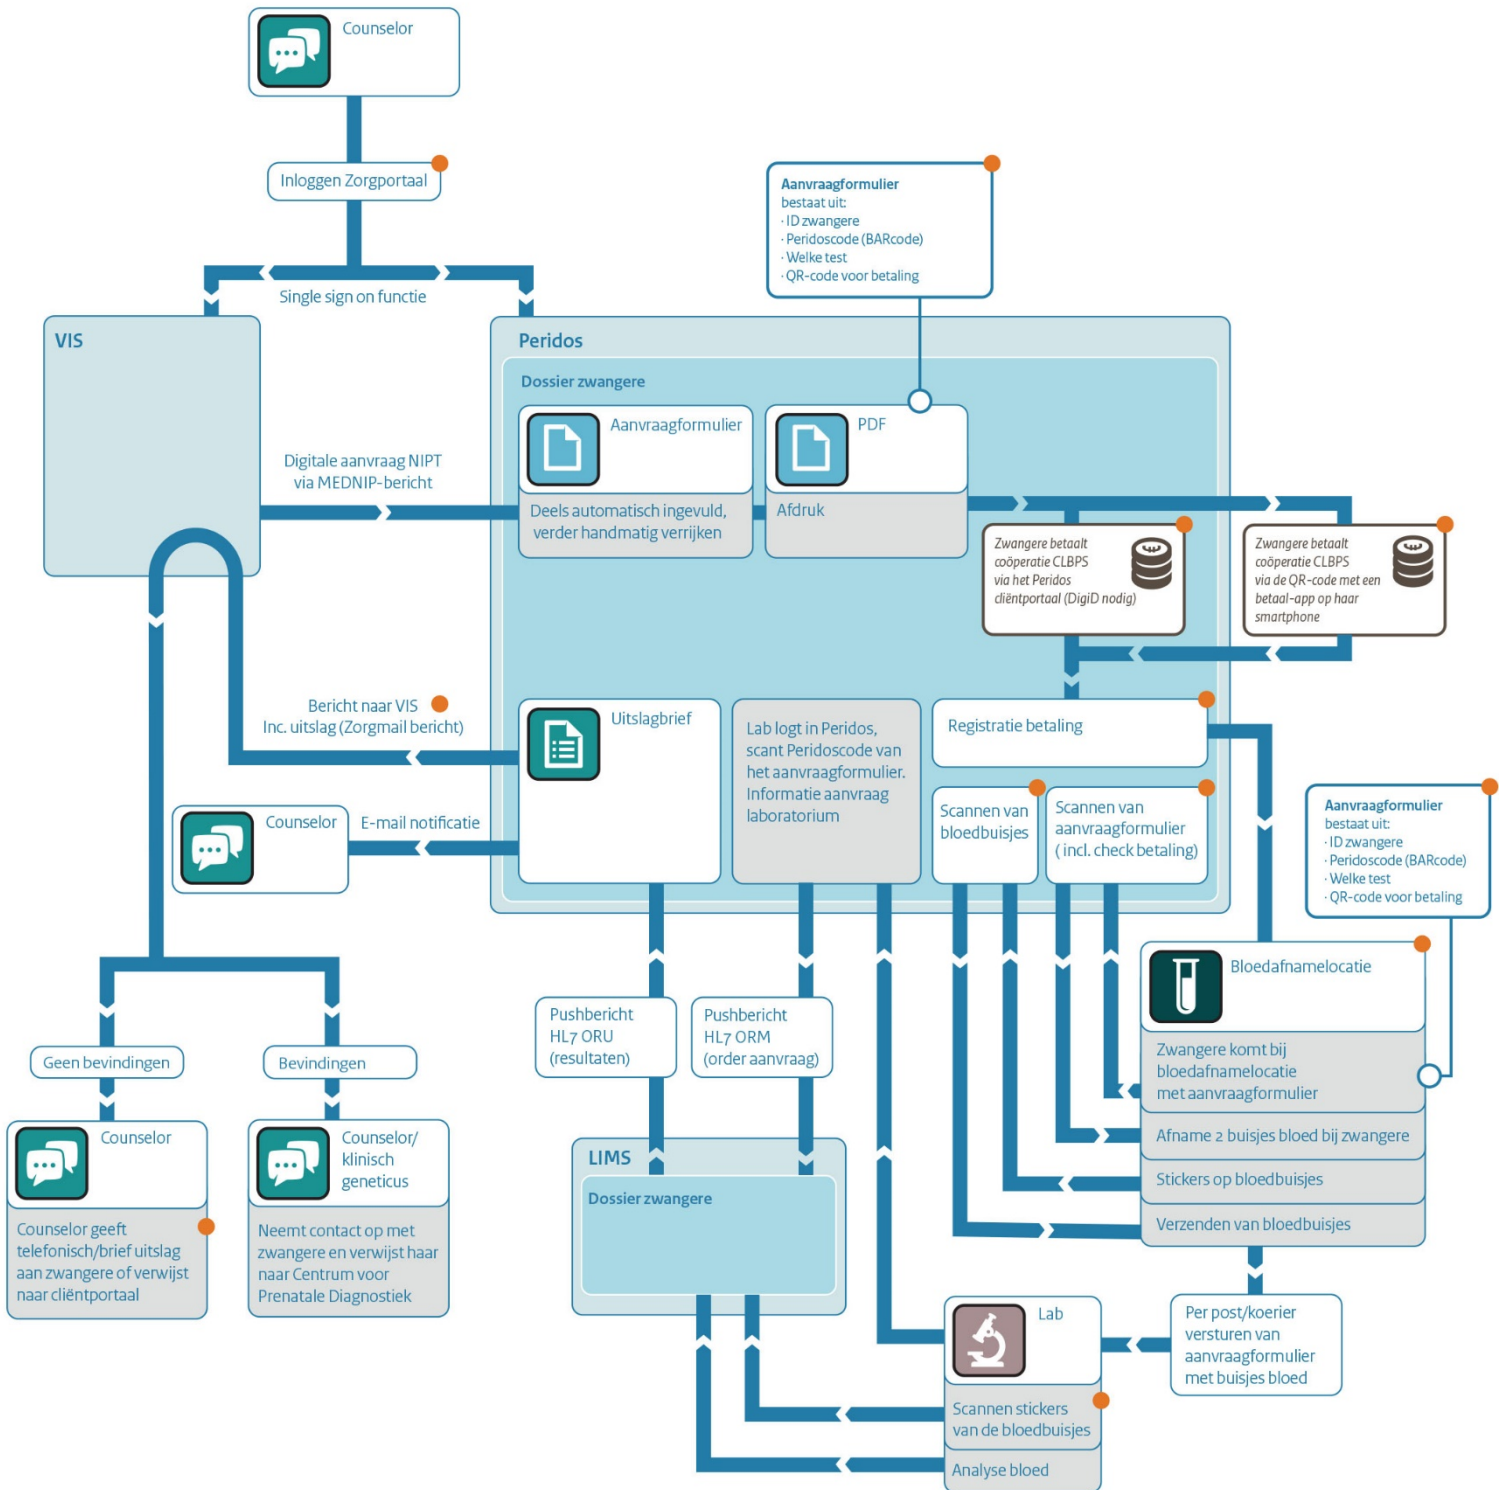 Counselor
Inloggen Zorgportaal
Single sign on functie
Aanvraagformulier
bestaat uit:
· ID zwangere
· Peridoscode (BARcode)
· Welke test
· QR-code voor betaling
VIS
Peridos
Dossier zwangere
Aanvraagformulier
Deels automatisch ingevuld,
verder handmatig verrijken
PDF
Afdruk
Digitale aanvraag NIPT
via MEDNIP-bericht
Zwangere betaalt
coöperatie CLBPS
via het Peridos
cliëntportaal (DigiD nodig)
Zwangere betaalt
coöperatie CLBPS
via de QR-code met een
betaal-app op haar
smartphone
Bericht naar VIS
Inc. uitslag (Zorgmail bericht)
Uitslagbrief
Lab logt in Peridos,
scant Peridoscode van
het aanvraagformulier.
Informatie aanvraag
laboratorium
Registratie betaling
Scannen van
bloedbuisjes
Scannen van
aanvraagformulier
( incl. check betaling)
Counselor
E-mail notificatie
Aanvraagformulier
bestaat uit:
· ID zwangere
· Peridoscode (BARcode)
· Welke test
· QR-code voor betaling
Bloedafnamelocatie
Zwangere komt bij
bloedafnamelocatie
met aanvraagformulier
Afname 2 buisjes bloed bij zwangere
Stickers op bloedbuisjes
Verzenden van bloedbuisjes
Pushbericht
HL7 ORU
(resultaten)
Pushbericht
HL7 ORM
(order aanvraag)
Geen bevindingen
Bevindingen
Counselor
Counselor geeft
telefonisch/brief uitslag
aan zwangere of verwijst
naar cliëntportaal
Counselor/
klinisch
geneticus
Neemt contact op met
zwangere en verwijst haar
naar Centrum voor
Prenatale Diagnostiek
LIMS
Dossier zwangere
Lab
Scannen stickers
van de bloedbuisjes
Analyse bloed
Per post/koerier
versturen van
aanvraagformulier
met buisjes bloed